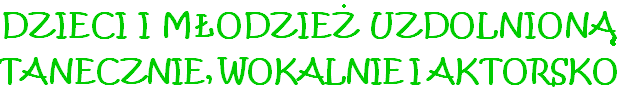 DZIECI I MŁODZIEŻ UZDOLNIONĄ
TANECZNIE, WOKALNIE I AKTORSKO